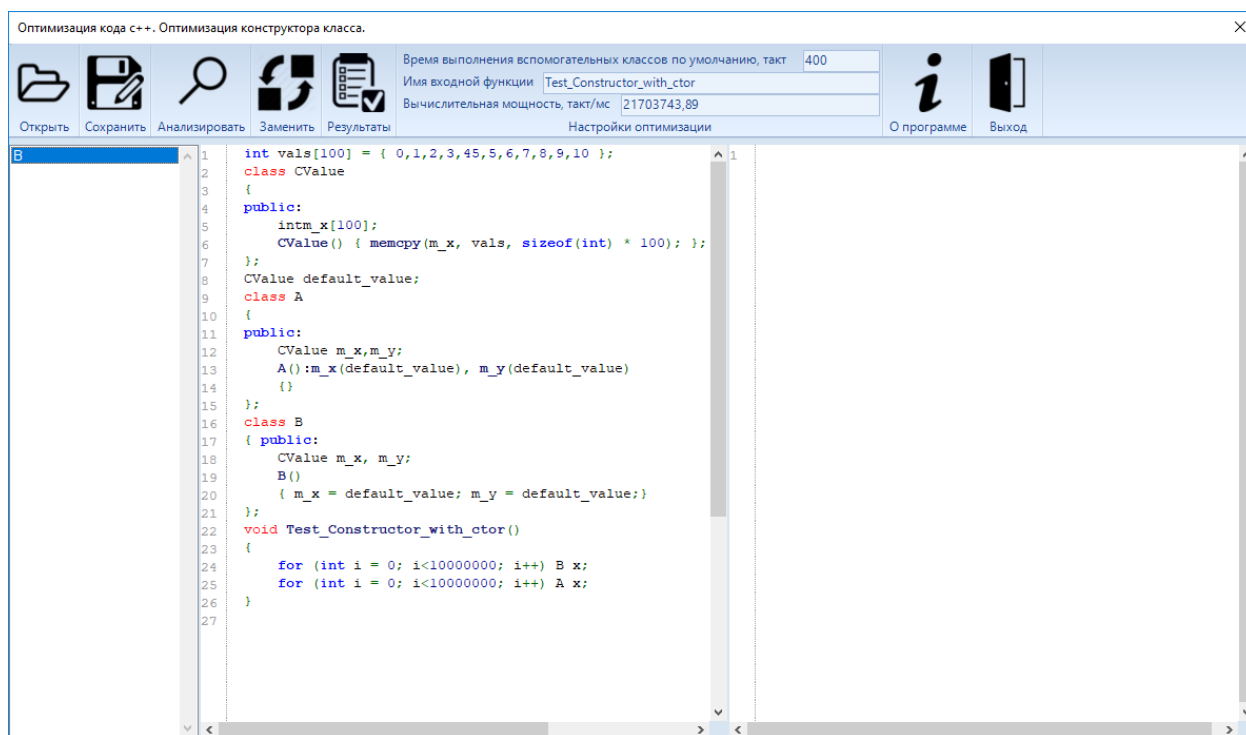 Оптимизация кода c++. Оптимизация конструктора класса.
Время выполнения вспомогательных классов по умолчанию, такт 400
Имя входной функции Test_Constructor_with_ctor
Вычислительная мощность, такт/мс 21703743,89
Открыть Сохранить Анализировать Заменить Результаты Настройки оптимизации О программе Выход
B
1 int vals[100] = { 0,1,2,3,45,5,6,7,8,9,10 };
2 class CValue
3 {
4 public:
5 intm_x[100];
6 CValue() { memcpy(m_x, vals, sizeof(int) * 100); };
7 };
8 CValue default_value;
9 class A
10 {
11 public:
12 CValue m_x,m_y;
13 A():m_x(default_value), m_y(default_value)
14 {}
15 };
16 class B
17 { public:
18 CValue m_x, m_y;
19 B()
20 { m_x = default_value; m_y = default_value;}
21 };
22 void Test_Constructor_with_ctor()
23 {
24 for (int i = 0; i<10000000; i++) B x;
25 for (int i = 0; i<10000000; i++) A x;
26 }
27
1